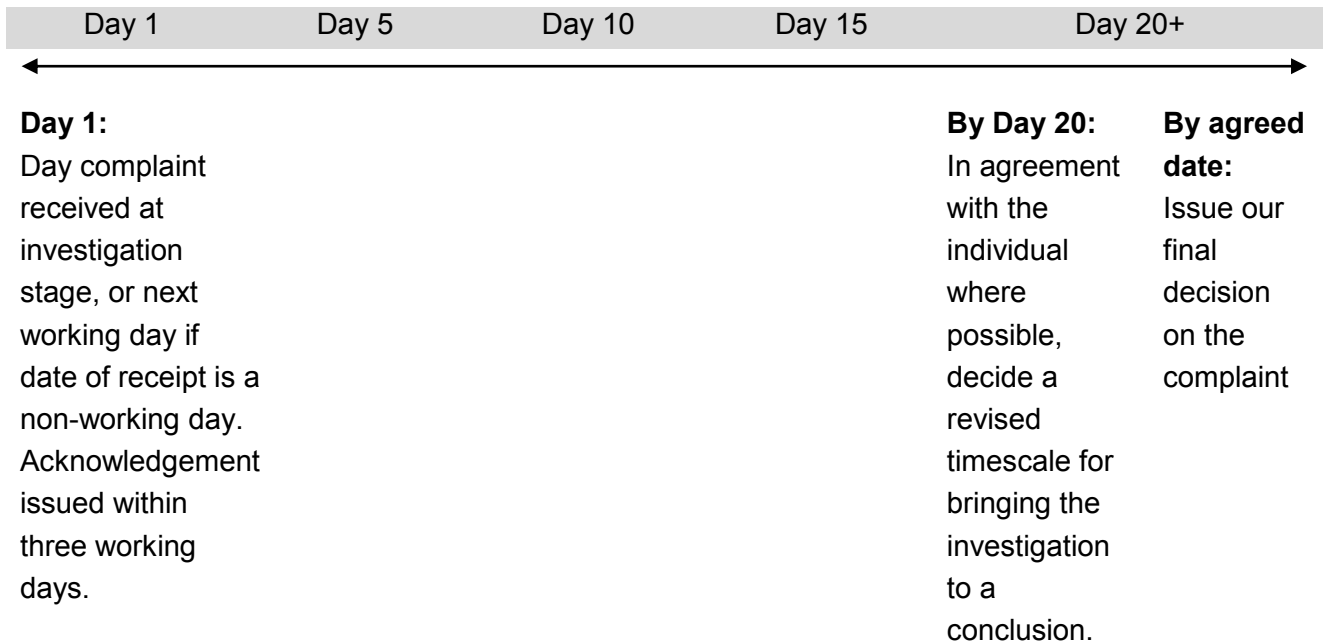 Day 1 Day 5 Day 10 Day 15 Day 20+
Day 1:
Day complaint
received at
investigation
stage, or next
working day if
date of receipt is a
non-working day.
Acknowledgement
issued within
three working
days.
By Day 20:
In agreement
with the
individual
where
possible,
decide a
revised
timescale for
bringing the
investigation
to a
conclusion.
By agreed
date:
Issue our
final
decision
on the
complaint